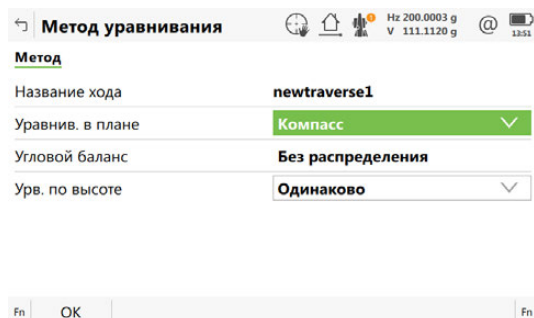 Метод уравнивания
Hz 200.0003 g
V 111.1120 g
@
13:51
Метод
Название хода newtraverse1
Уравнив. в плане Компасс
Угловой баланс Без распределения
Урв. по высоте Одинаково
Fn OK Fn